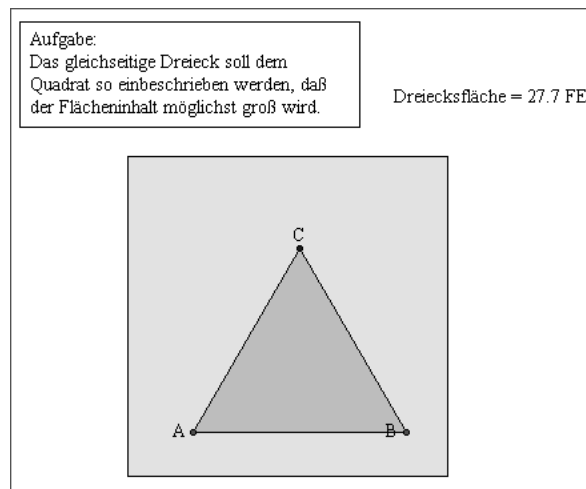 Aufgabe:
Das gleichseitige Dreieck soll dem
Quadrat so einbeschrieben werden, daß
der Flächeninhalt möglichst groß wird.
Dreiecksfläche = 27.7 FE
C
A
B